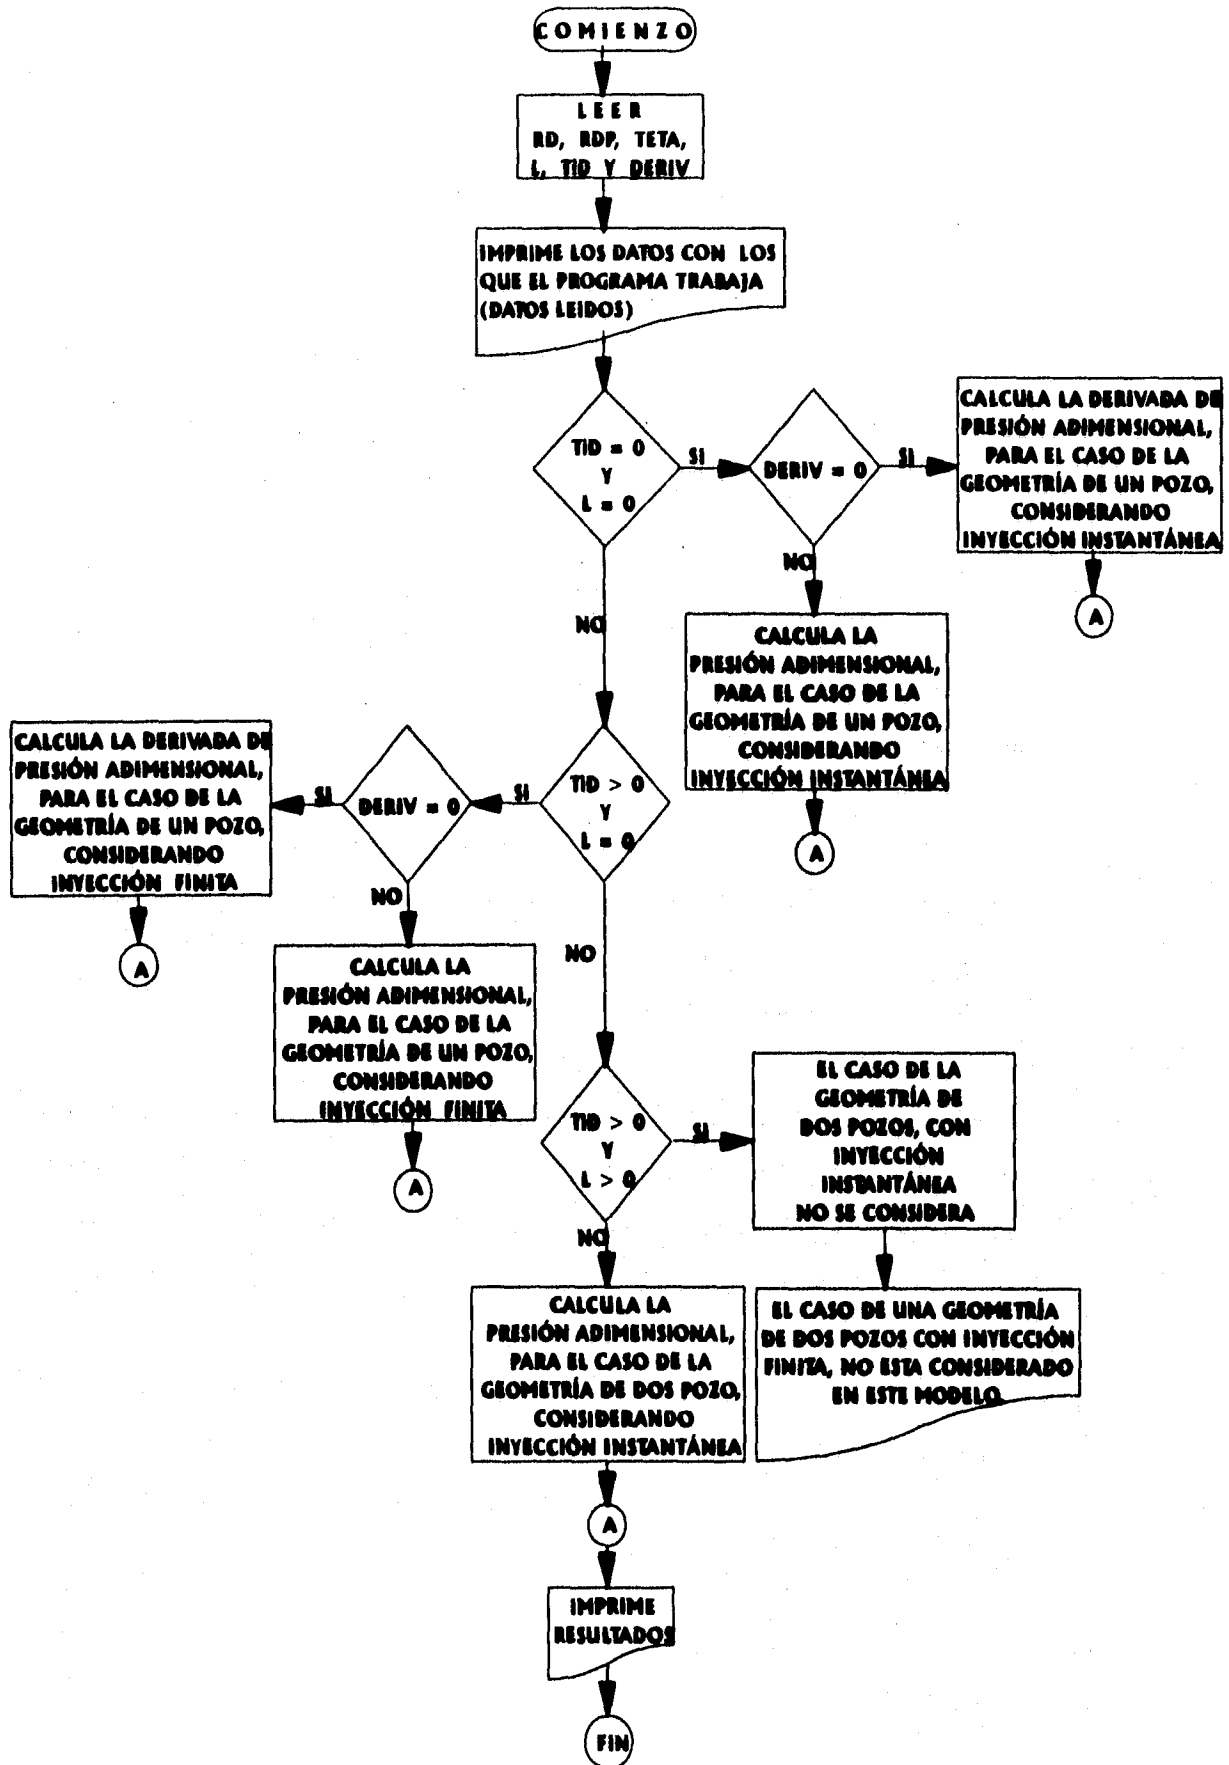 COMIENZO
LEER
RD, RDP, TETA,
L, TID Y DERIV
IMPRIME LOS DATOS CON LOS
QUE EL PROGRAMA TRABAJA
(DATOS LEIDOS)
TID = 0
Y
L = 0
SI
DERIV = 0
SI
CALCULA LA DERIVADA DE
PRESIÓN ADIMENSIONAL,
PARA EL CASO DE LA
GEOMETRÍA DE UN POZO,
CONSIDERANDO
INYECCIÓN INSTANTÁNEA
A
NO
CALCULA LA
PRESIÓN ADIMENSIONAL,
PARA EL CASO DE LA
GEOMETRÍA DE UN POZO,
CONSIDERANDO
INYECCIÓN INSTANTÁNEA
A
NO
TID > 0
Y
L = 0
SI
DERIV = 0
SI
CALCULA LA DERIVADA DE
PRESIÓN ADIMENSIONAL,
PARA EL CASO DE LA
GEOMETRÍA DE UN POZO,
CONSIDERANDO
INYECCIÓN FINITA
A
NO
CALCULA LA
PRESIÓN ADIMENSIONAL,
PARA EL CASO DE LA
GEOMETRÍA DE UN POZO,
CONSIDERANDO
INYECCIÓN FINITA
A
NO
TID > 0
Y
L > 0
SI
EL CASO DE LA
GEOMETRÍA DE
DOS POZOS, CON
INYECCIÓN
INSTANTÁNEA
NO SE CONSIDERA
EL CASO DE UNA GEOMETRÍA
DE DOS POZOS CON INYECCIÓN
FINITA, NO ESTA CONSIDERADO
EN ESTE MODELO.
NO
CALCULA LA
PRESIÓN ADIMENSIONAL,
PARA EL CASO DE LA
GEOMETRÍA DE DOS POZO,
CONSIDERANDO
INYECCIÓN INSTANTÁNEA
A
IMPRIME
RESULTADOS
FIN